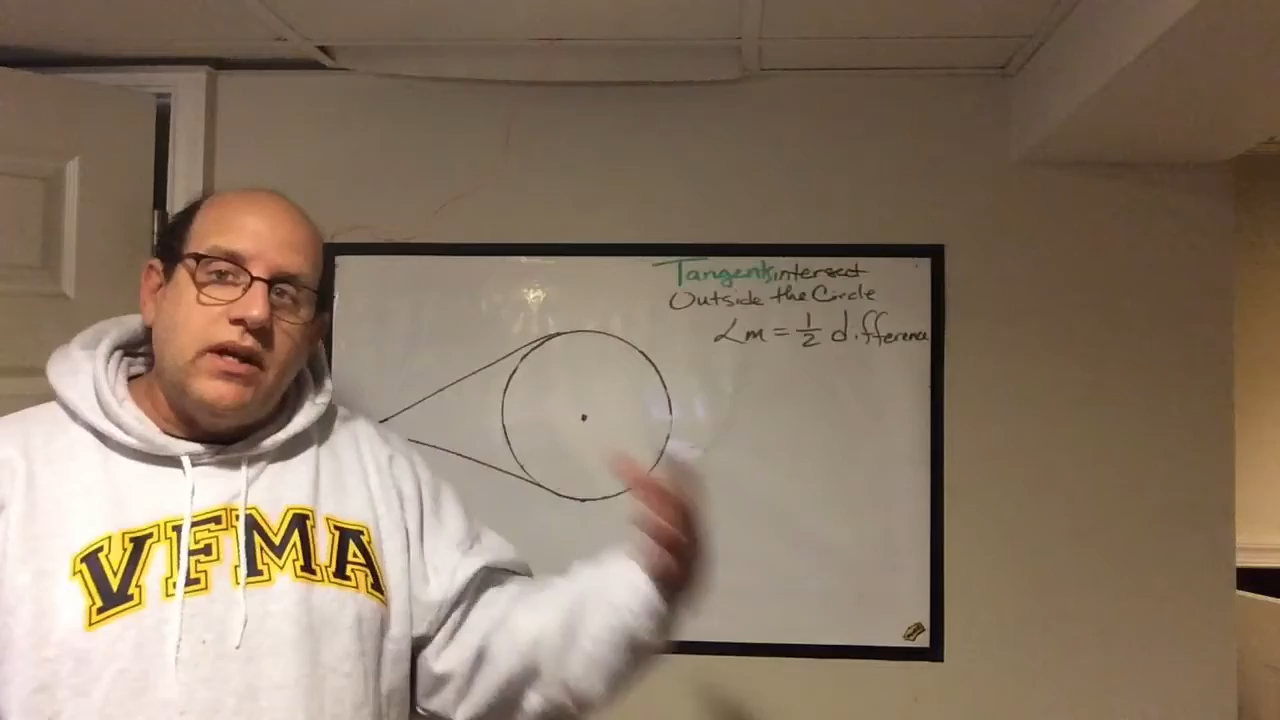 Tangents, intersect
Outside the Circle
∠m = 1/2 difference
VFMA